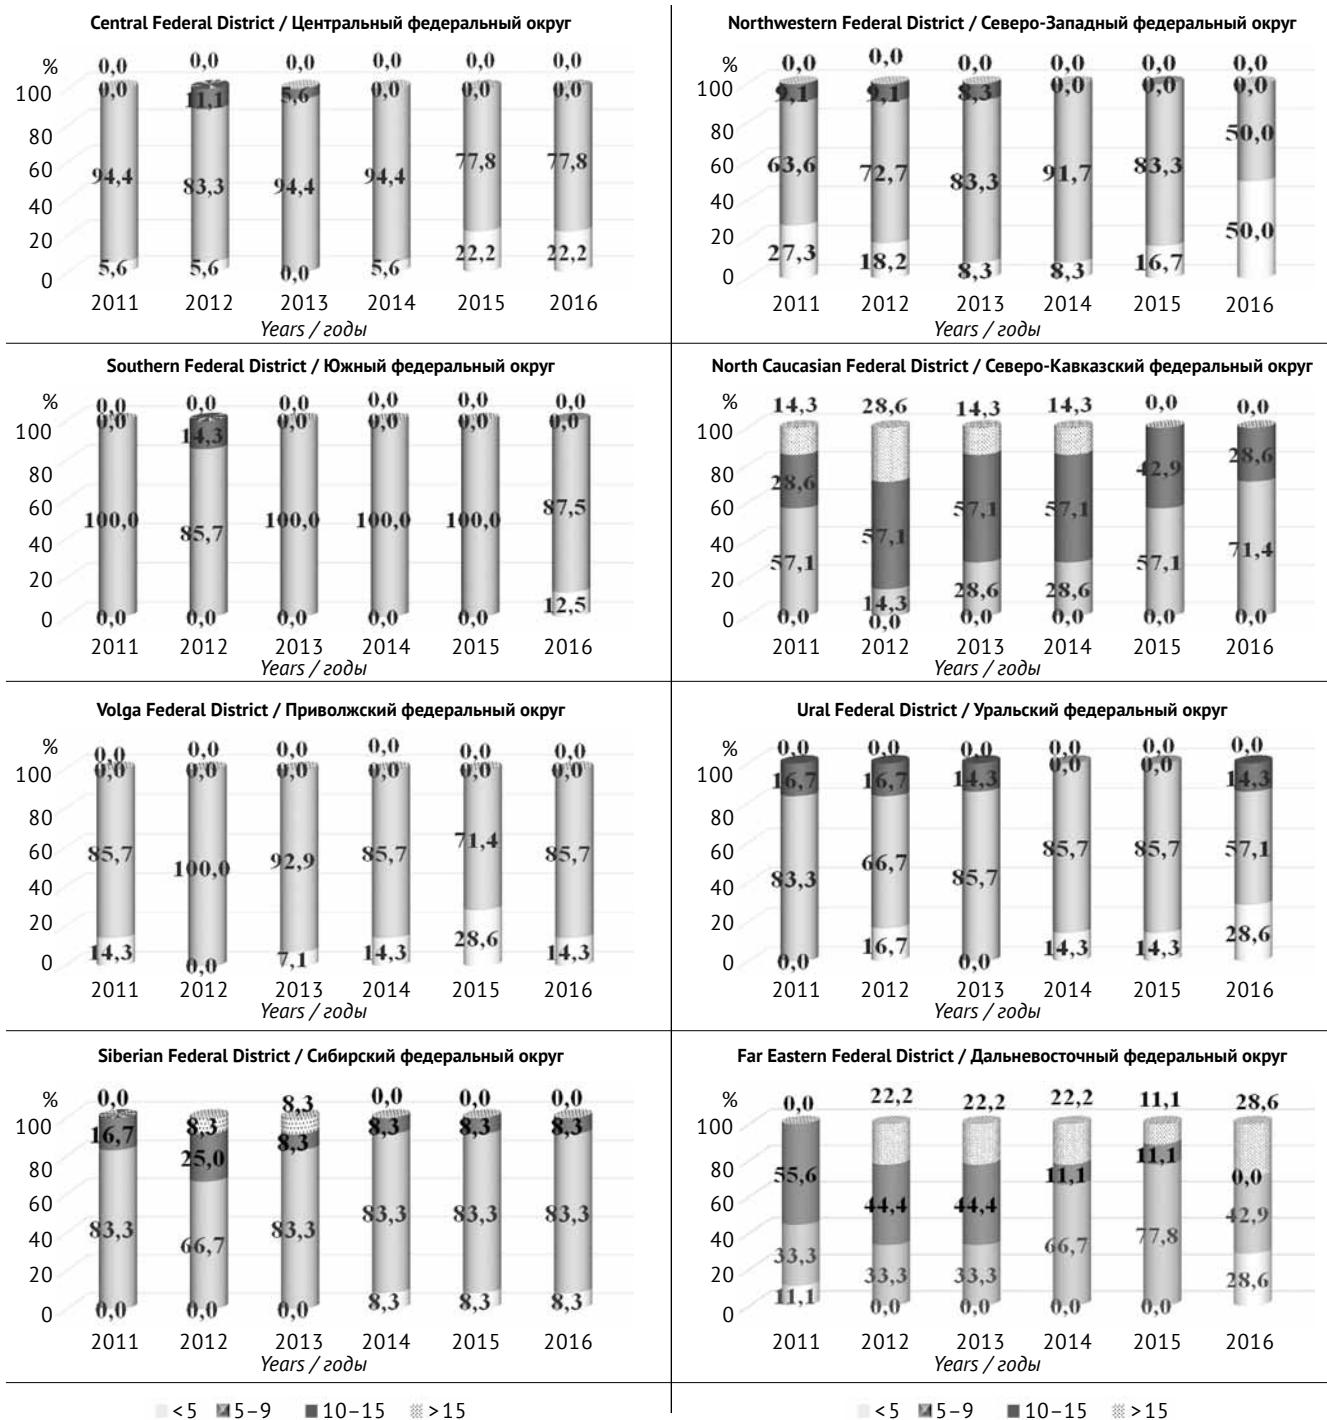 Central Federal District / Центральный федеральный округ
%
0,0 0,0 0,0 0,0 0,0 0,0
100 0,0 11,1 5,6 0,0 0,0 0,0
80
60 94,4 83,3 94,4 94,4 77,8 77,8
40
20
0 5,6 5,6 0,0 5,6 22,2 22,2
2011 2012 2013 2014 2015 2016
Years / годы
Northwestern Federal District / Северо-Западный федеральный округ
%
0,0 0,0 0,0 0,0 0,0 0,0
100 9,1 9,1 8,3 0,0 0,0 0,0
80
60 63,6 72,7 83,3 91,7 83,3 50,0
40
20
0 27,3 18,2 8,3 8,3 16,7 50,0
2011 2012 2013 2014 2015 2016
Years / годы
Southern Federal District / Южный федеральный округ
%
0,0 0,0 0,0 0,0 0,0 0,0
100 0,0 14,3 0,0 0,0 0,0 0,0
80
60 100,0 85,7 100,0 100,0 100,0 87,5
40
20
0 0,0 0,0 0,0 0,0 0,0 12,5
2011 2012 2013 2014 2015 2016
Years / годы
North Caucasian Federal District / Северо-Кавказский федеральный округ
%
14,3 28,6 14,3 14,3 0,0 0,0
100
80 28,6 57,1 57,1 57,1 42,9 28,6
60
40 57,1 14,3 28,6 28,6 57,1 71,4
20
0 0,0 0,0 0,0 0,0 0,0 0,0
2011 2012 2013 2014 2015 2016
Years / годы
Volga Federal District / Приволжский федеральный округ
%
0,0 0,0 0,0 0,0 0,0 0,0
100 0,0 0,0 0,0 0,0 0,0 0,0
80
60 85,7 100,0 92,9 85,7 71,4 85,7
40
20
0 14,3 0,0 7,1 14,3 28,6 14,3
2011 2012 2013 2014 2015 2016
Years / годы
Ural Federal District / Уральский федеральный округ
%
0,0 0,0 0,0 0,0 0,0 0,0
100 16,7 16,7 14,3 0,0 0,0 14,3
80
60 83,3 66,7 85,7 85,7 85,7 57,1
40
20
0 0,0 16,7 0,0 14,3 14,3 28,6
2011 2012 2013 2014 2015 2016
Years / годы
Siberian Federal District / Сибирский федеральный округ
%
0,0 8,3 8,3 0,0 0,0 0,0
100 16,7 25,0 8,3 8,3 8,3 8,3
80
60
40 83,3 66,7 83,3 83,3 83,3 83,3
20
0 0,0 0,0 0,0 8,3 8,3 8,3
2011 2012 2013 2014 2015 2016
Years / годы
Far Eastern Federal District / Дальневосточный федеральный округ
%
0,0 22,2 22,2 22,2 11,1 28,6
100
80 55,6 44,4 44,4 11,1 11,1 0,0
60
40 33,3 33,3 33,3 66,7 77,8 42,9
20
0 11,1 0,0 0,0 0,0 0,0 28,6
2011 2012 2013 2014 2015 2016
Years / годы
<5 5–9 10–15 >15
<5 5–9 10–15 >15